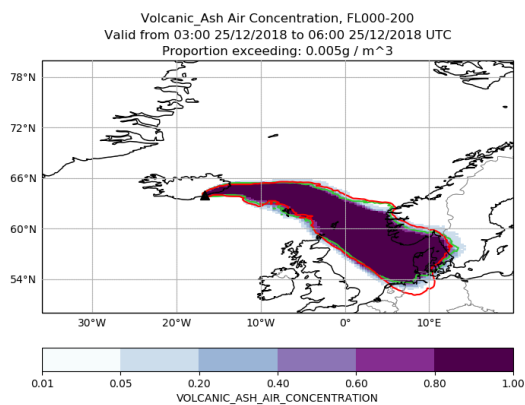 Volcanic_Ash Air Concentration, FL000-200
Valid from 03:00 25/12/2018 to 06:00 25/12/2018 UTC
Proportion exceeding: 0.005g / m^3
78°N
72°N
66°N
60°N
54°N
30°W 20°W 10°W 0° 10°E
0.01 0.05 0.20 0.40 0.60 0.80 1.00
VOLCANIC_ASH_AIR_CONCENTRATION